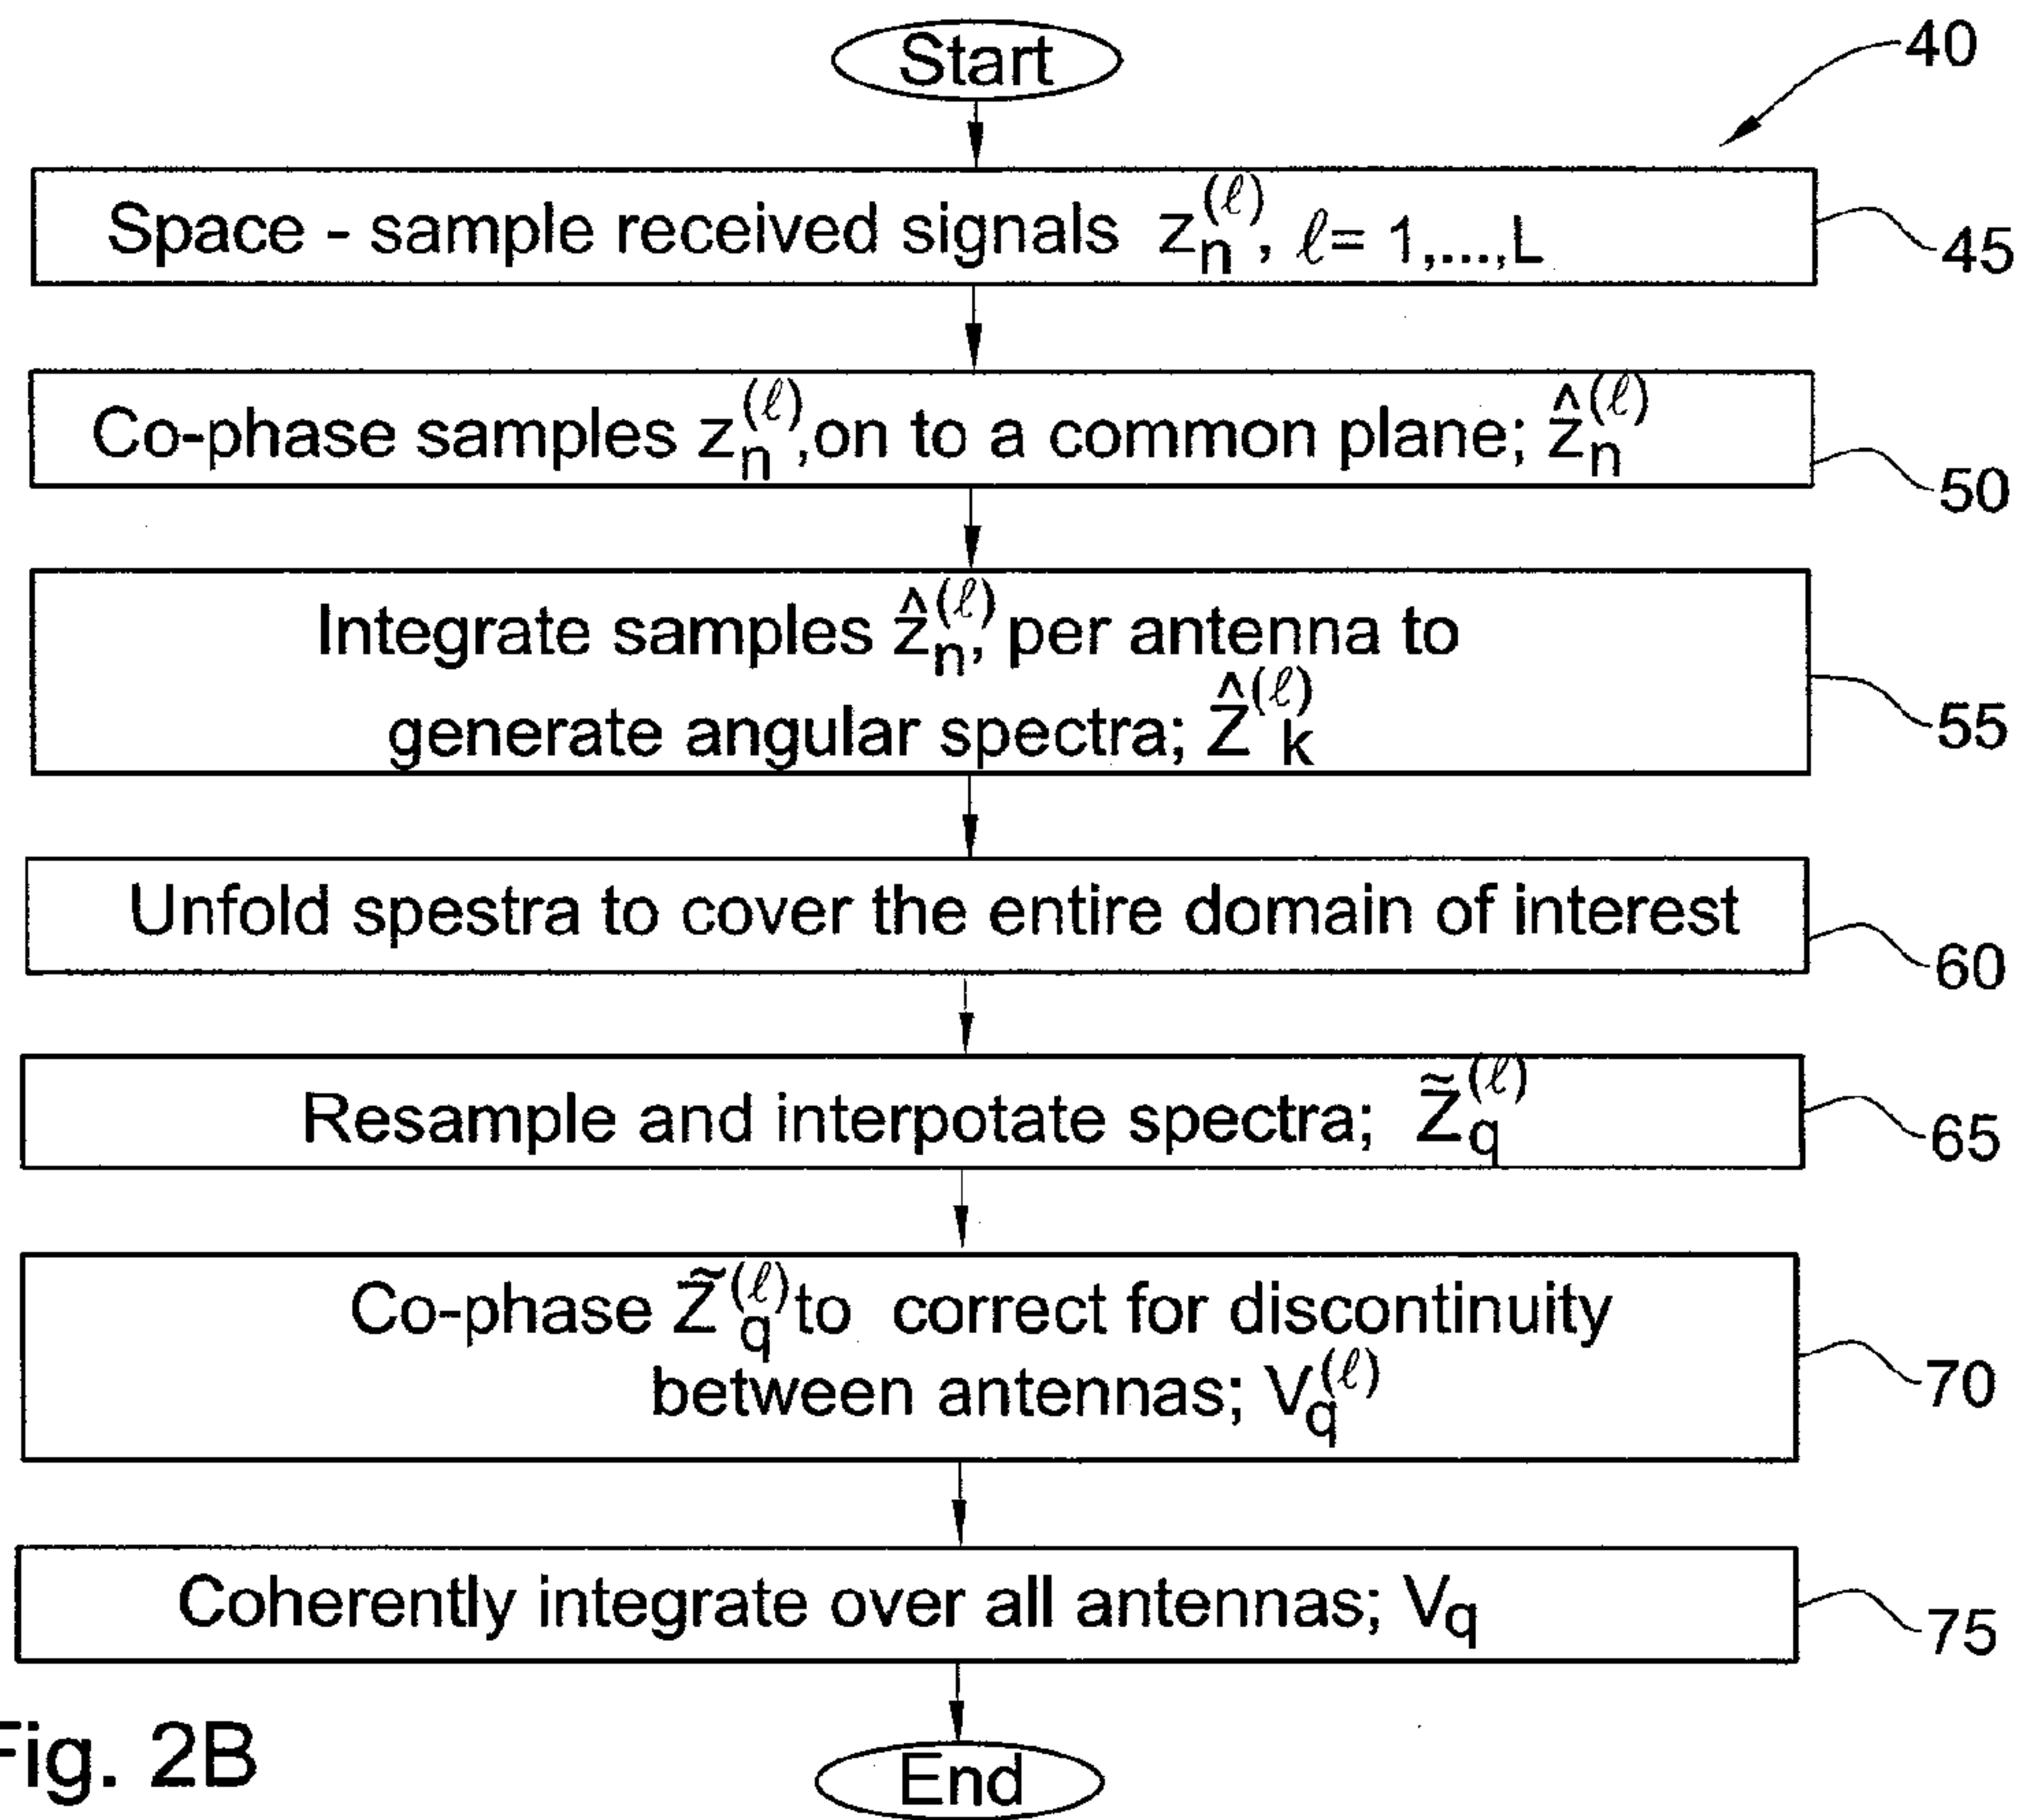 Start
40
Space - sample received signals z_n^(ℓ), ℓ= 1,...,L
45
Co-phase samples z_n^(ℓ),on to a common plane; ẑ_n^(ℓ)
50
Integrate samples ẑ_n^(ℓ), per antenna to
generate angular spectra; Ẑ_k^(ℓ)
55
Unfold spestra to cover the entire domain of interest
60
Resample and interpotate spectra; Z̃_q^(ℓ)
65
Co-phase Z̃_q^(ℓ) to correct for discontinuity
between antennas; V_q^(ℓ)
70
Coherently integrate over all antennas; V_q
75
End
Fig. 2B